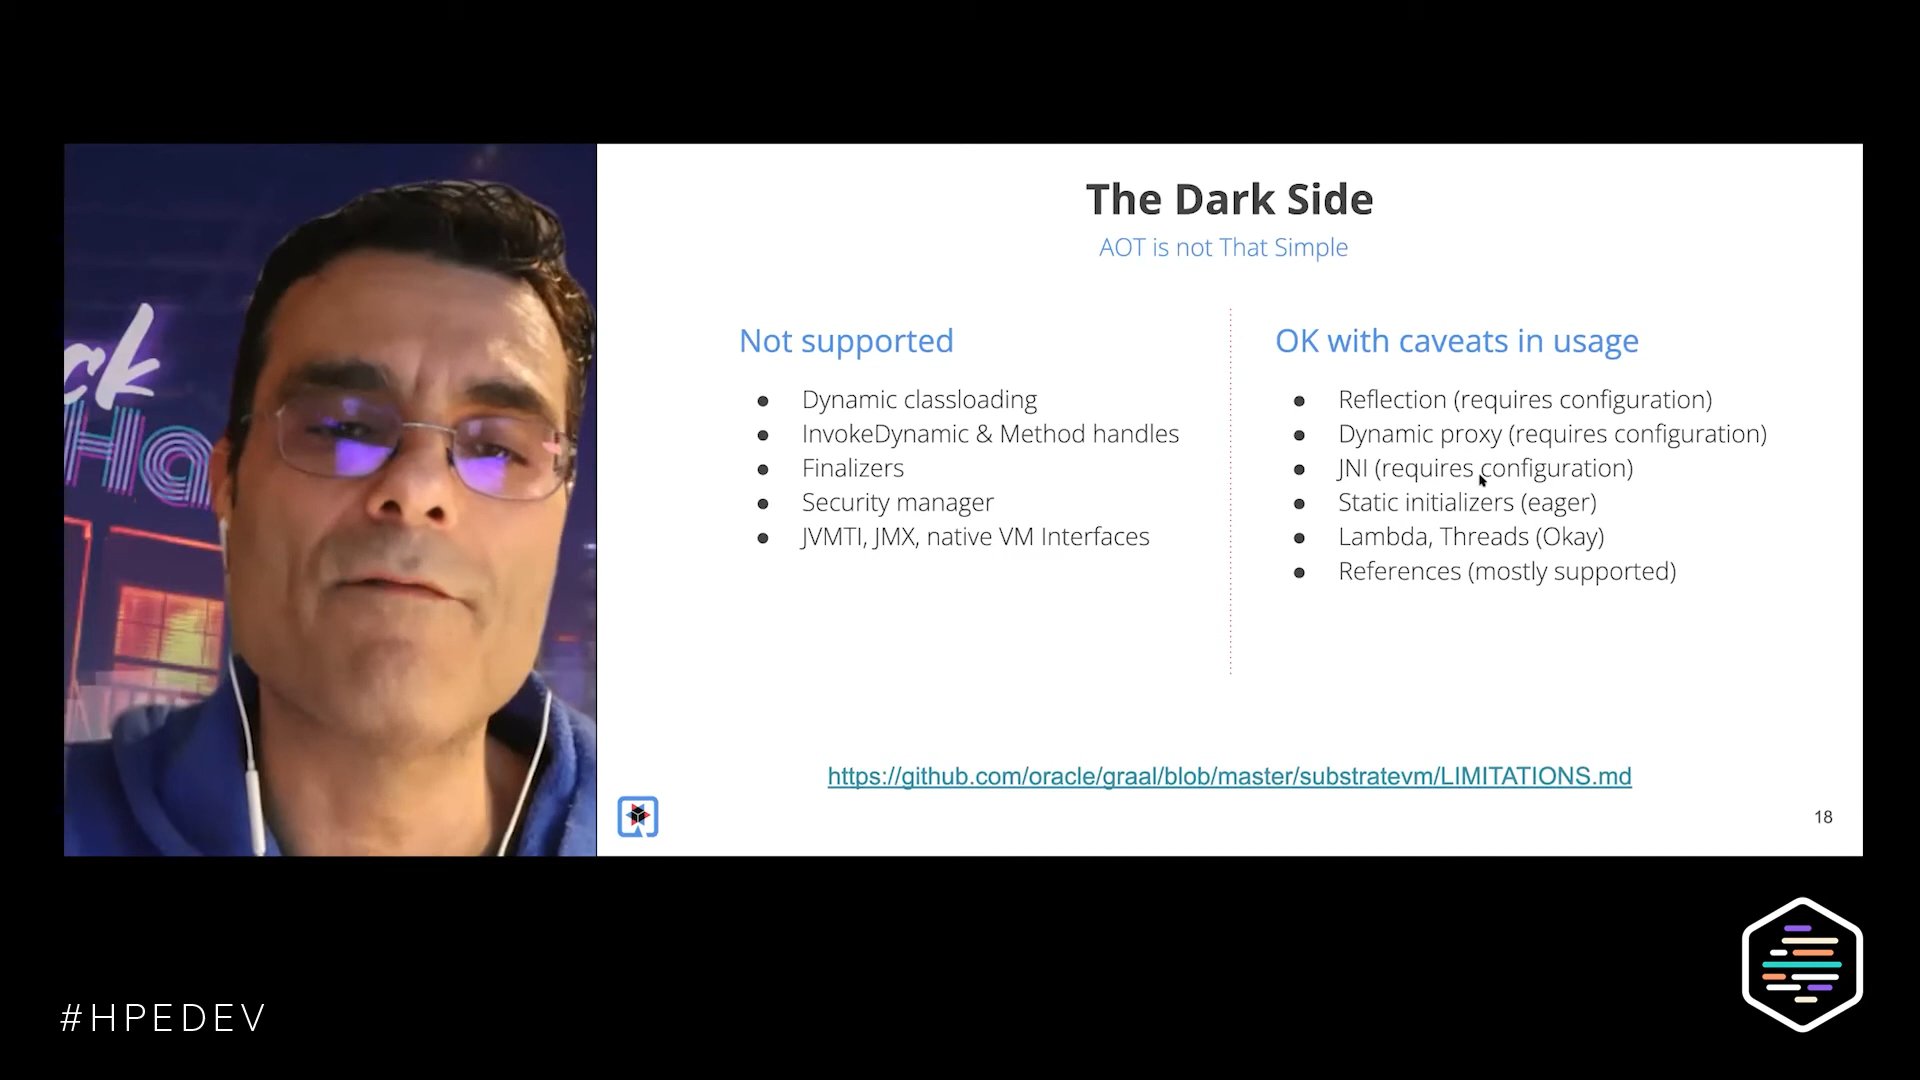 ck
Ha
The Dark Side
AOT is not That Simple
Not supported
Dynamic classloading
InvokeDynamic & Method handles
Finalizers
Security manager
JVMTI, JMX, native VM Interfaces
OK with caveats in usage
Reflection (requires configuration)
Dynamic proxy (requires configuration)
JNI (requires configuration)
Static initializers (eager)
Lambda, Threads (Okay)
References (mostly supported)
https://github.com/oracle/graal/blob/master/substratevm/LIMITATIONS.md
18
#HPEDEV